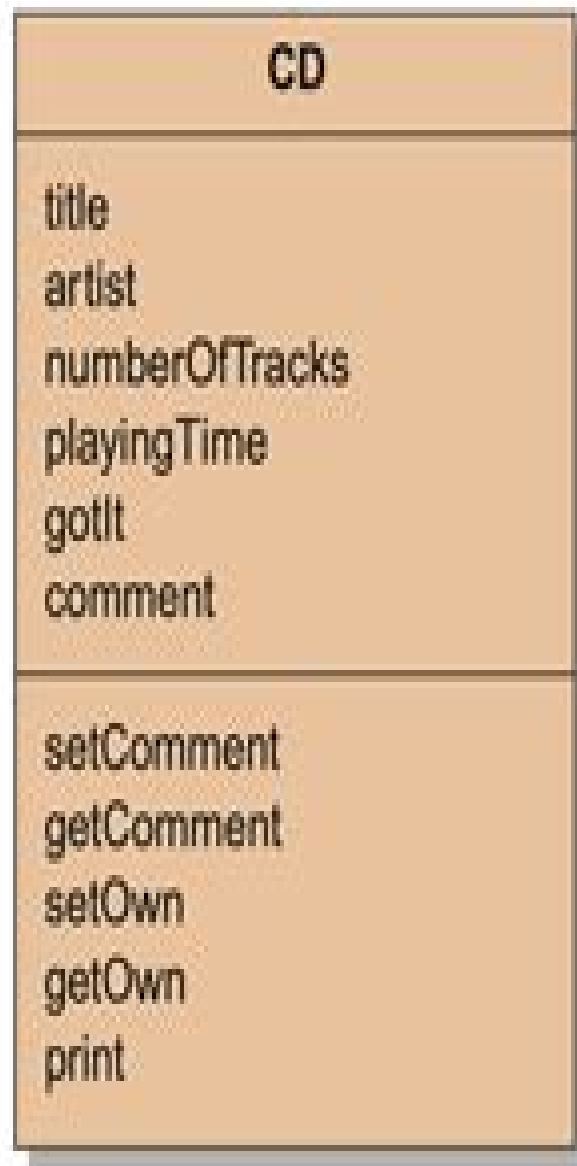 CD
title
artist
numberOfTracks
playingTime
gotIt
comment
setComment
getComment
setOwn
getOwn
print